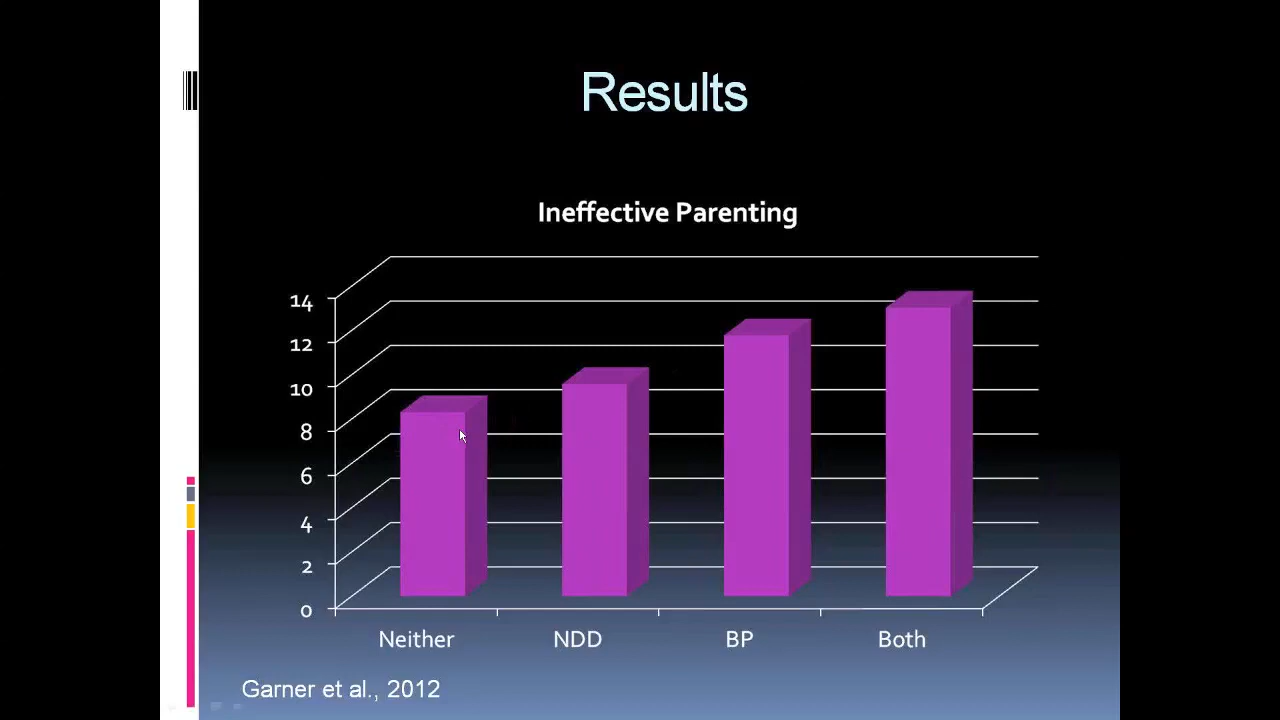 Results
Ineffective Parenting
14
12
10
8
6
4
2
0
Neither NDD BP Both
Garner et al., 2012